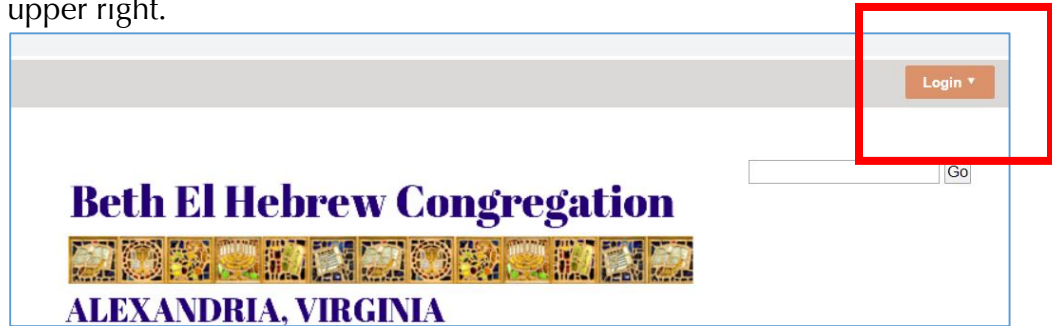 upper right.
Login
Go
Beth El Hebrew Congregation
ALEXANDRIA, VIRGINIA